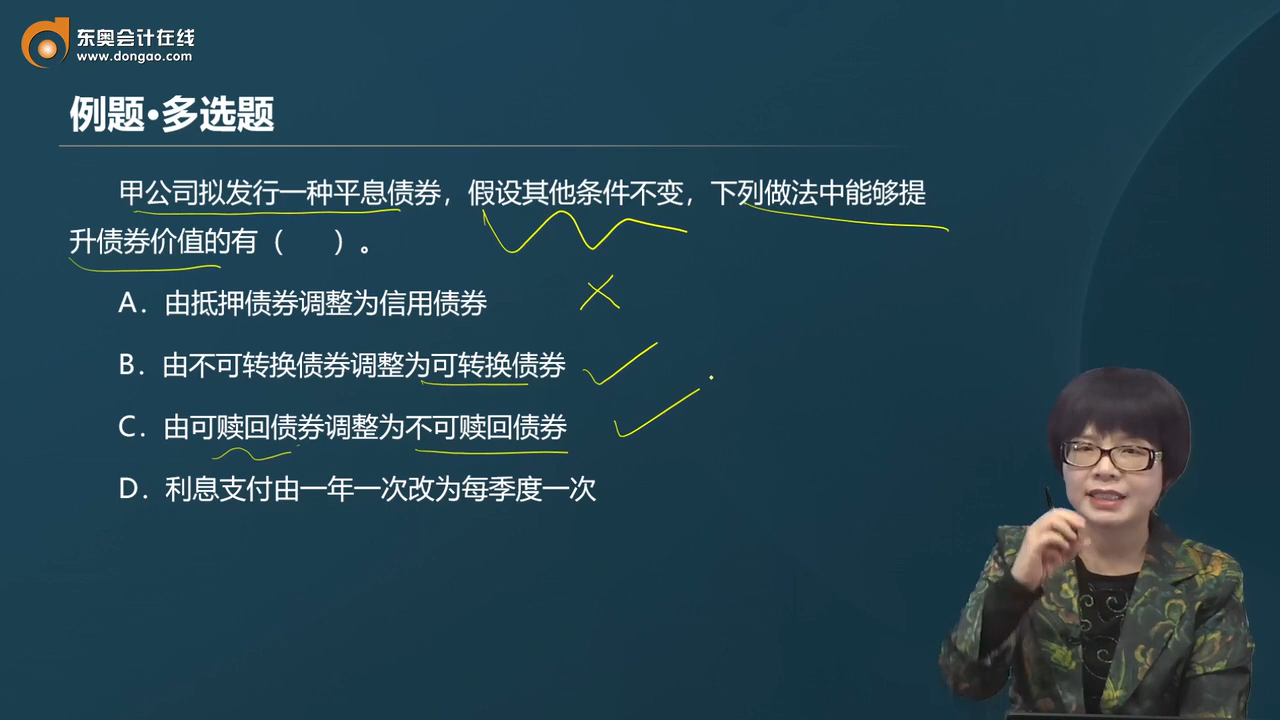 东奥会计在线
www.dongao.com
例题•多选题
甲公司拟发行一种平息债券，假设其他条件不变，下列做法中能够提
升债券价值的有（　　）。
A．由抵押债券调整为信用债券
B．由不可转换债券调整为可转换债券
C．由可赎回债券调整为不可赎回债券
D．利息支付由一年一次改为每季度一次